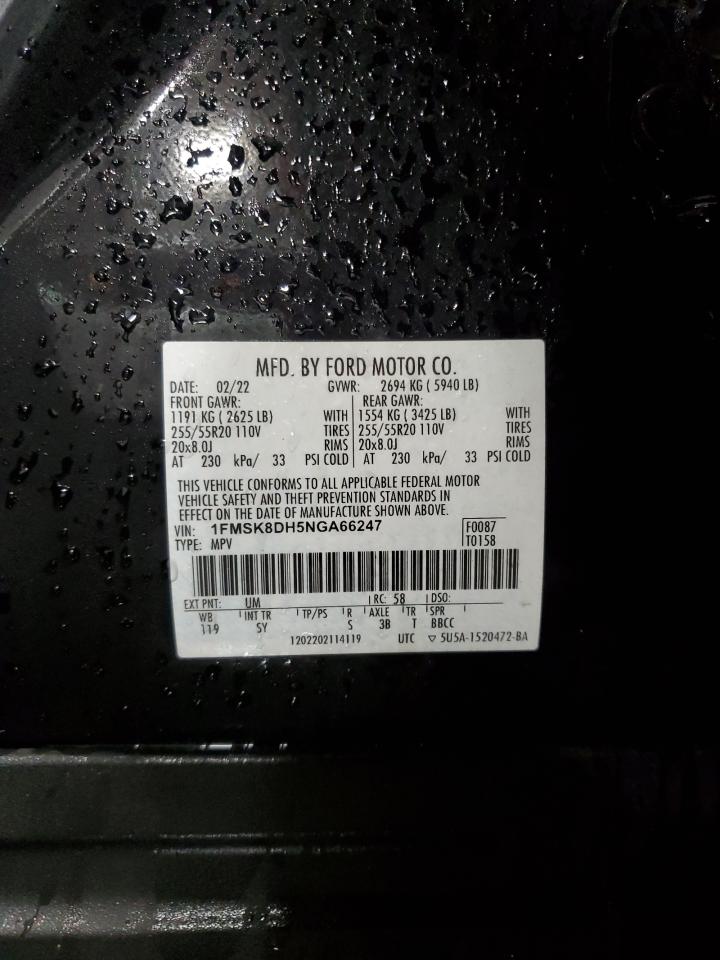 MFD. BY FORD MOTOR CO.
DATE: 02/22 GVWR: 2694 KG ( 5940 LB)
FRONT GAWR: REAR GAWR:
1191 KG ( 2625 LB) WITH 1554 KG ( 3425 LB) WITH
255/55R20 110V TIRES 255/55R20 110V TIRES
20x8.0J RIMS 20x8.0J RIMS
AT 230 kPa/ 33 PSI COLD AT 230 kPa/ 33 PSI COLD
THIS VEHICLE CONFORMS TO ALL APPLICABLE FEDERAL MOTOR
VEHICLE SAFETY AND THEFT PREVENTION STANDARDS IN
EFFECT ON THE DATE OF MANUFACTURE SHOWN ABOVE.
VIN: 1FMSK8DH5NGA66247 F0087
TYPE: MPV T0158
EXT PNT: UM RC: 58 DSO:
WB INT TR TP/PS R AXLE TR SPR
119 SY S 3B T BBCC
1202202114119 UTC ▽ 5U5A-1520472-BA